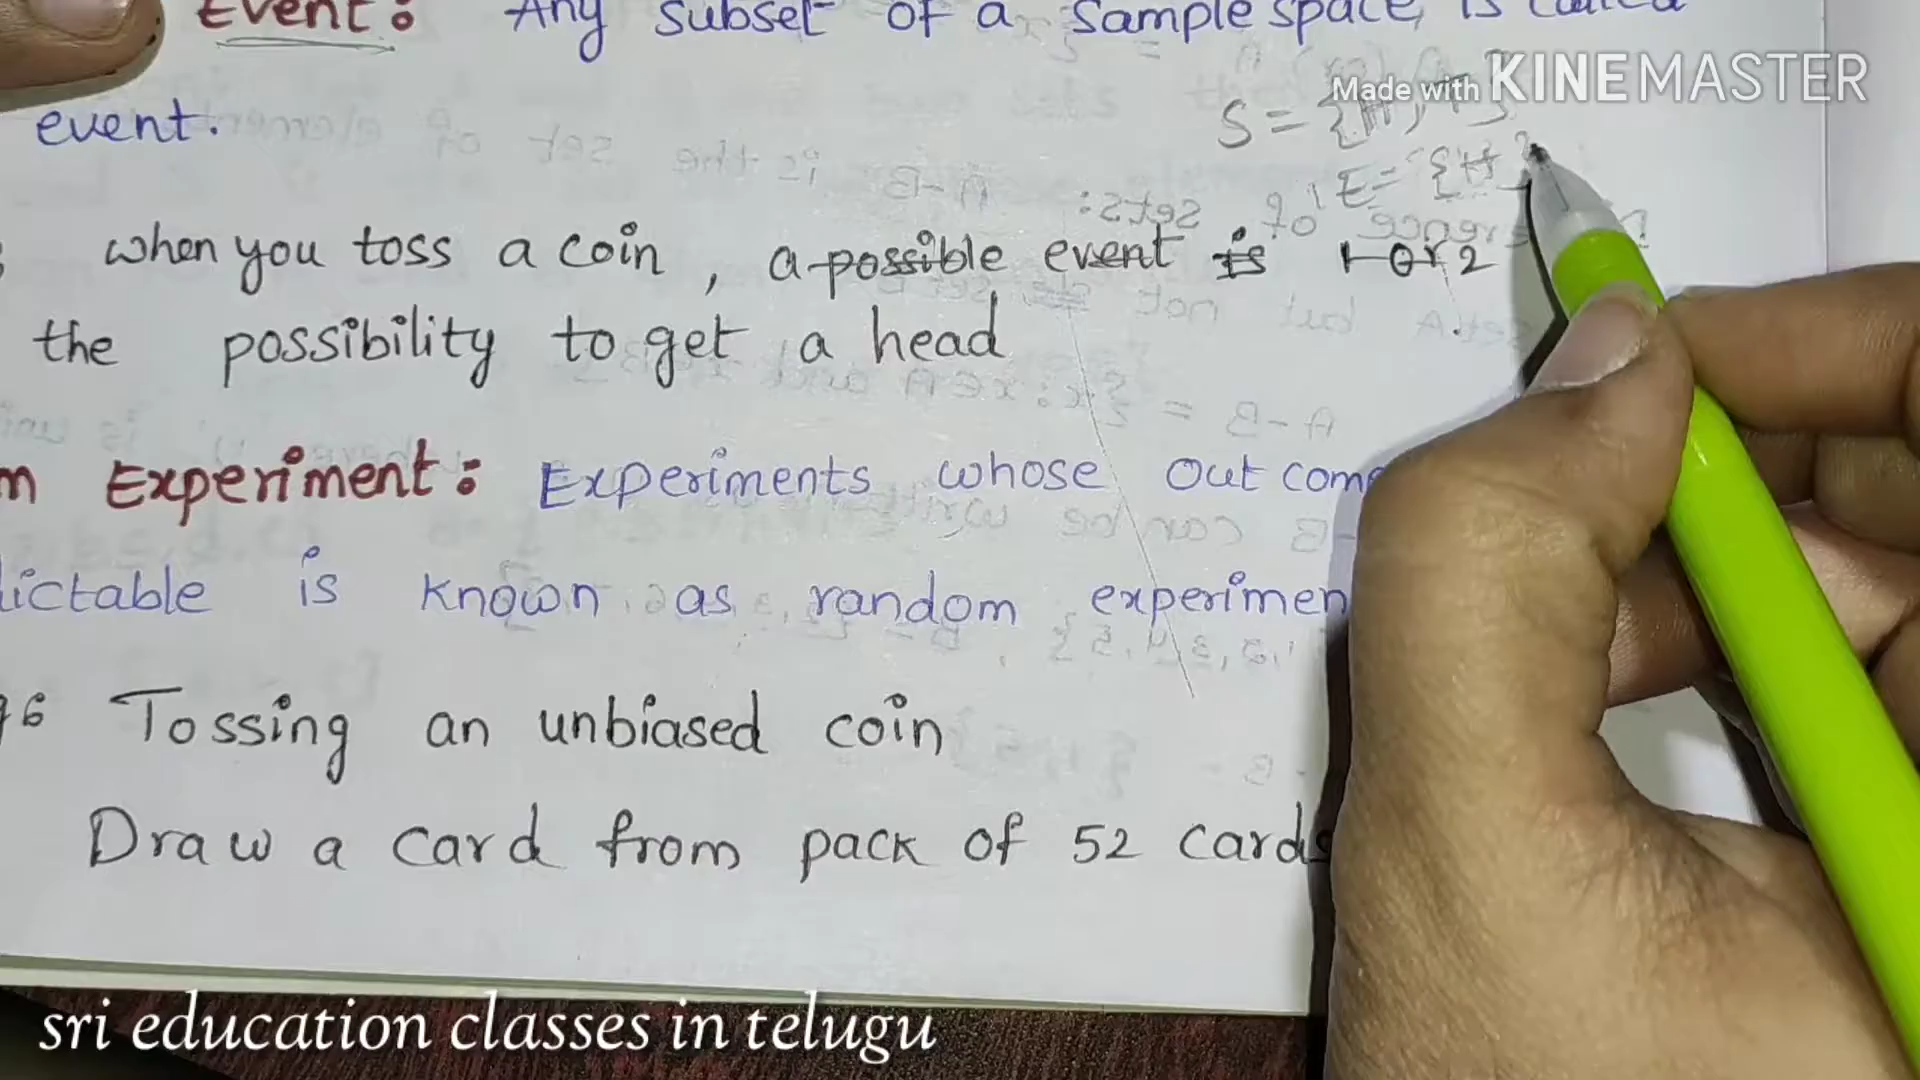 Event: Any subset of a sample space is called
Made with KINEMASTER
S = {H, T}
event.
E = {H}
when you toss a coin, a possible event is 1 or 2
the possibility to get a head
m Experiment: Experiments whose out come
dictable is known as random experimen
Tossing an unbiased coin
Draw a card from pack of 52 cards
sri education classes in telugu